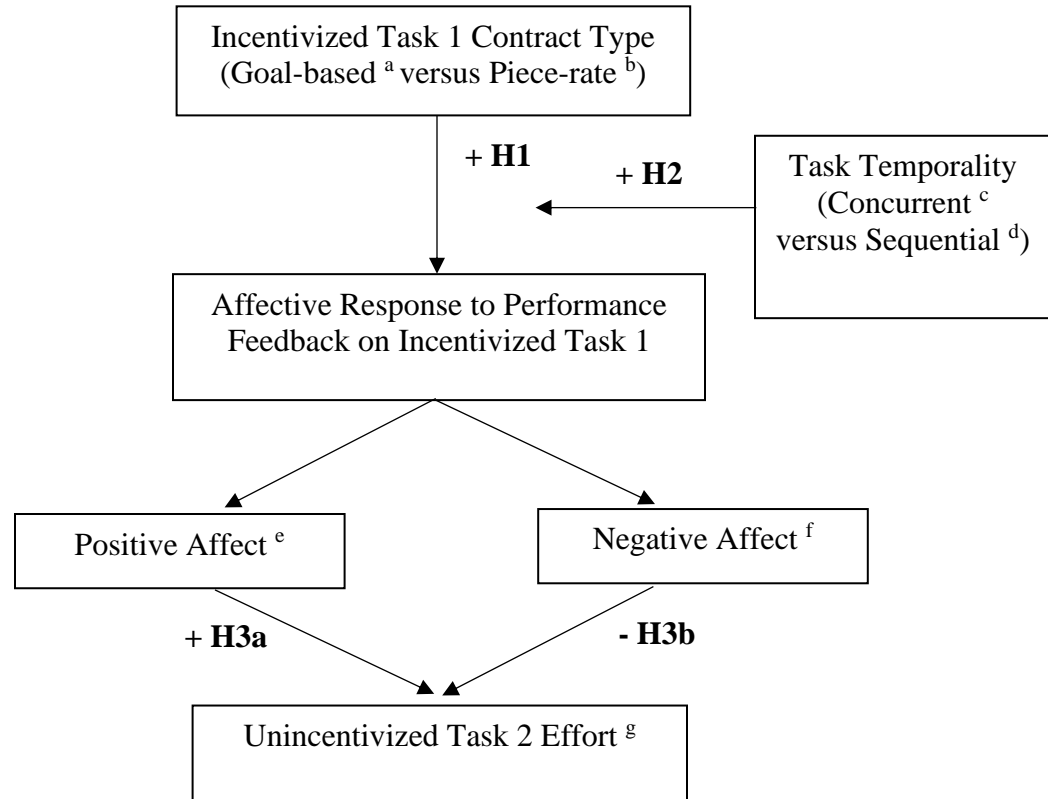 Incentivized Task 1 Contract Type
(Goal-based a versus Piece-rate b)
+ H1
+ H2
Task Temporality
(Concurrent c
versus Sequential d)
Affective Response to Performance
Feedback on Incentivized Task 1
Positive Affect e
Negative Affect f
+ H3a
- H3b
Unincentivized Task 2 Effort g